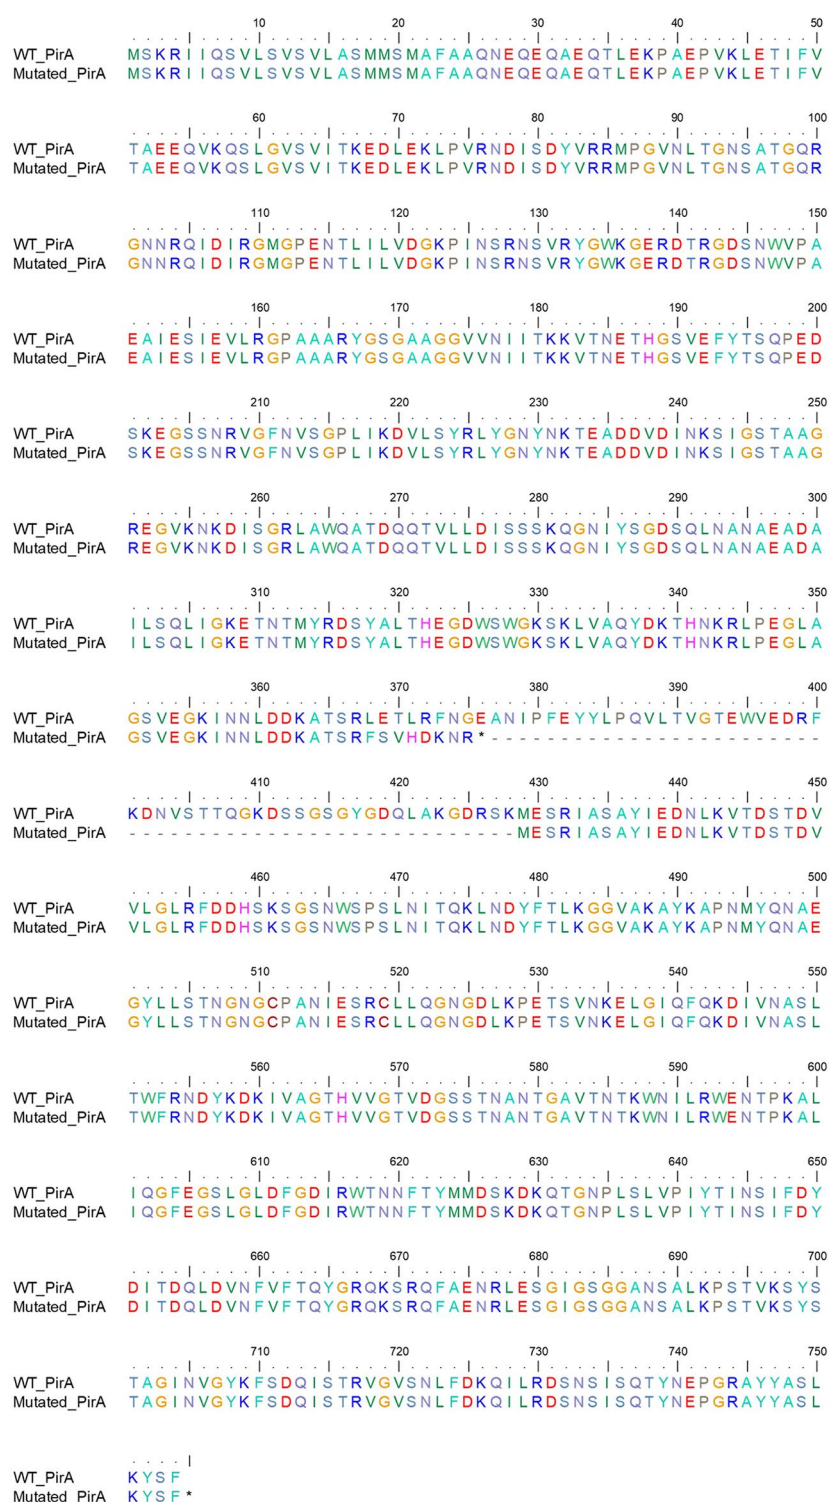 10 20 30 40 50
WT_PirA MSKRIIQSVLSVSVLASMMSMAFAAQNEQEQAEQTLEKPAEPVKLETIFV
Mutated_PirA MSKRIIQSVLSVSVLASMMSMAFAAQNEQEQAEQTLEKPAEPVKLETIFV
60 70 80 90 100
WT_PirA TAEEQVKQSLGVSVITKEDLEKLPVRNDISDYVRRMPGVNLTGNSATGQR
Mutated_PirA TAEEQVKQSLGVSVITKEDLEKLPVRNDISDYVRRMPGVNLTGNSATGQR
110 120 130 140 150
WT_PirA GNNRQIDIRGMGPENTLILVDGKPINSRNSVRYGWKGERDTRGDSNWVPA
Mutated_PirA GNNRQIDIRGMGPENTLILVDGKPINSRNSVRYGWKGERDTRGDSNWVPA
160 170 180 190 200
WT_PirA EAIESIEVLRGPAAARYGSGAAGGVVNIITKKVTNETHGSVEFYTSQPED
Mutated_PirA EAIESIEVLRGPAAARYGSGAAGGVVNIITKKVTNETHGSVEFYTSQPED
210 220 230 240 250
WT_PirA SKEGSSNRVGFNVSGPLIKDVLSYRLYGNYNKTEADDVDINKSIGSTAAG
Mutated_PirA SKEGSSNRVGFNVSGPLIKDVLSYRLYGNYNKTEADDVDINKSIGSTAAG
260 270 280 290 300
WT_PirA REGVKNKDISGRLAWQATDQQTVLLDISSSKQGNIYSGDSQLNANAEADA
Mutated_PirA REGVKNKDISGRLAWQATDQQTVLLDISSSKQGNIYSGDSQLNANAEADA
310 320 330 340 350
WT_PirA ILSQLIGKETNTMYRDSYALTHEGDWSWGKSKLVAQYDKTHNKRLPEGLA
Mutated_PirA ILSQLIGKETNTMYRDSYALTHEGDWSWGKSKLVAQYDKTHNKRLPEGLA
360 370 380 390 400
WT_PirA GSVEGKINNLDDKATSRLETLRFNGEANIPFEYYLPQVLTVGTEWVEDRF
Mutated_PirA GSVEGKINNLDDKATSRFSVHDKNR*------------------------
410 420 430 440 450
WT_PirA KDNVSTTQGKDSSGSGYGDQLAKGDRSKMESRIASAYIEDNLKVTDSTDV
Mutated_PirA ----------------------------MESRIASAYIEDNLKVTDSTDV
460 470 480 490 500
WT_PirA VLGLRFDDHSKSGSNWSPSLNITQKLNDYFTLKGGVAKAYKAPNMYQNAE
Mutated_PirA VLGLRFDDHSKSGSNWSPSLNITQKLNDYFTLKGGVAKAYKAPNMYQNAE
510 520 530 540 550
WT_PirA GYLLSTNGNGCPANIESRCLLQGNGDLKPETSVNKELGIQFQKDIVNASL
Mutated_PirA GYLLSTNGNGCPANIESRCLLQGNGDLKPETSVNKELGIQFQKDIVNASL
560 570 580 590 600
WT_PirA TWFRNDYKDKIVAGTHVVGTVDGSSTNANTGAVTNTKWNILRWENTPKAL
Mutated_PirA TWFRNDYKDKIVAGTHVVGTVDGSSTNANTGAVTNTKWNILRWENTPKAL
610 620 630 640 650
WT_PirA IQGFEGSLGLDFGDIRWTNNFTYMMDSKDKQTGNPLSLVPIYTINSIFDY
Mutated_PirA IQGFEGSLGLDFGDIRWTNNFTYMMDSKDKQTGNPLSLVPIYTINSIFDY
660 670 680 690 700
WT_PirA DITDQLDVNFVFTQYGRQKSRQFAENRLESGIGSGGANSALKPSTVKSYS
Mutated_PirA DITDQLDVNFVFTQYGRQKSRQFAENRLESGIGSGGANSALKPSTVKSYS
710 720 730 740 750
WT_PirA TAGINVGYKFSDQISTRVGVSNLFDKQILRDSNSISQTYNEPGRAYYASL
Mutated_PirA TAGINVGYKFSDQISTRVGVSNLFDKQILRDSNSISQTYNEPGRAYYASL
WT_PirA KYSF
Mutated_PirA KYSF*